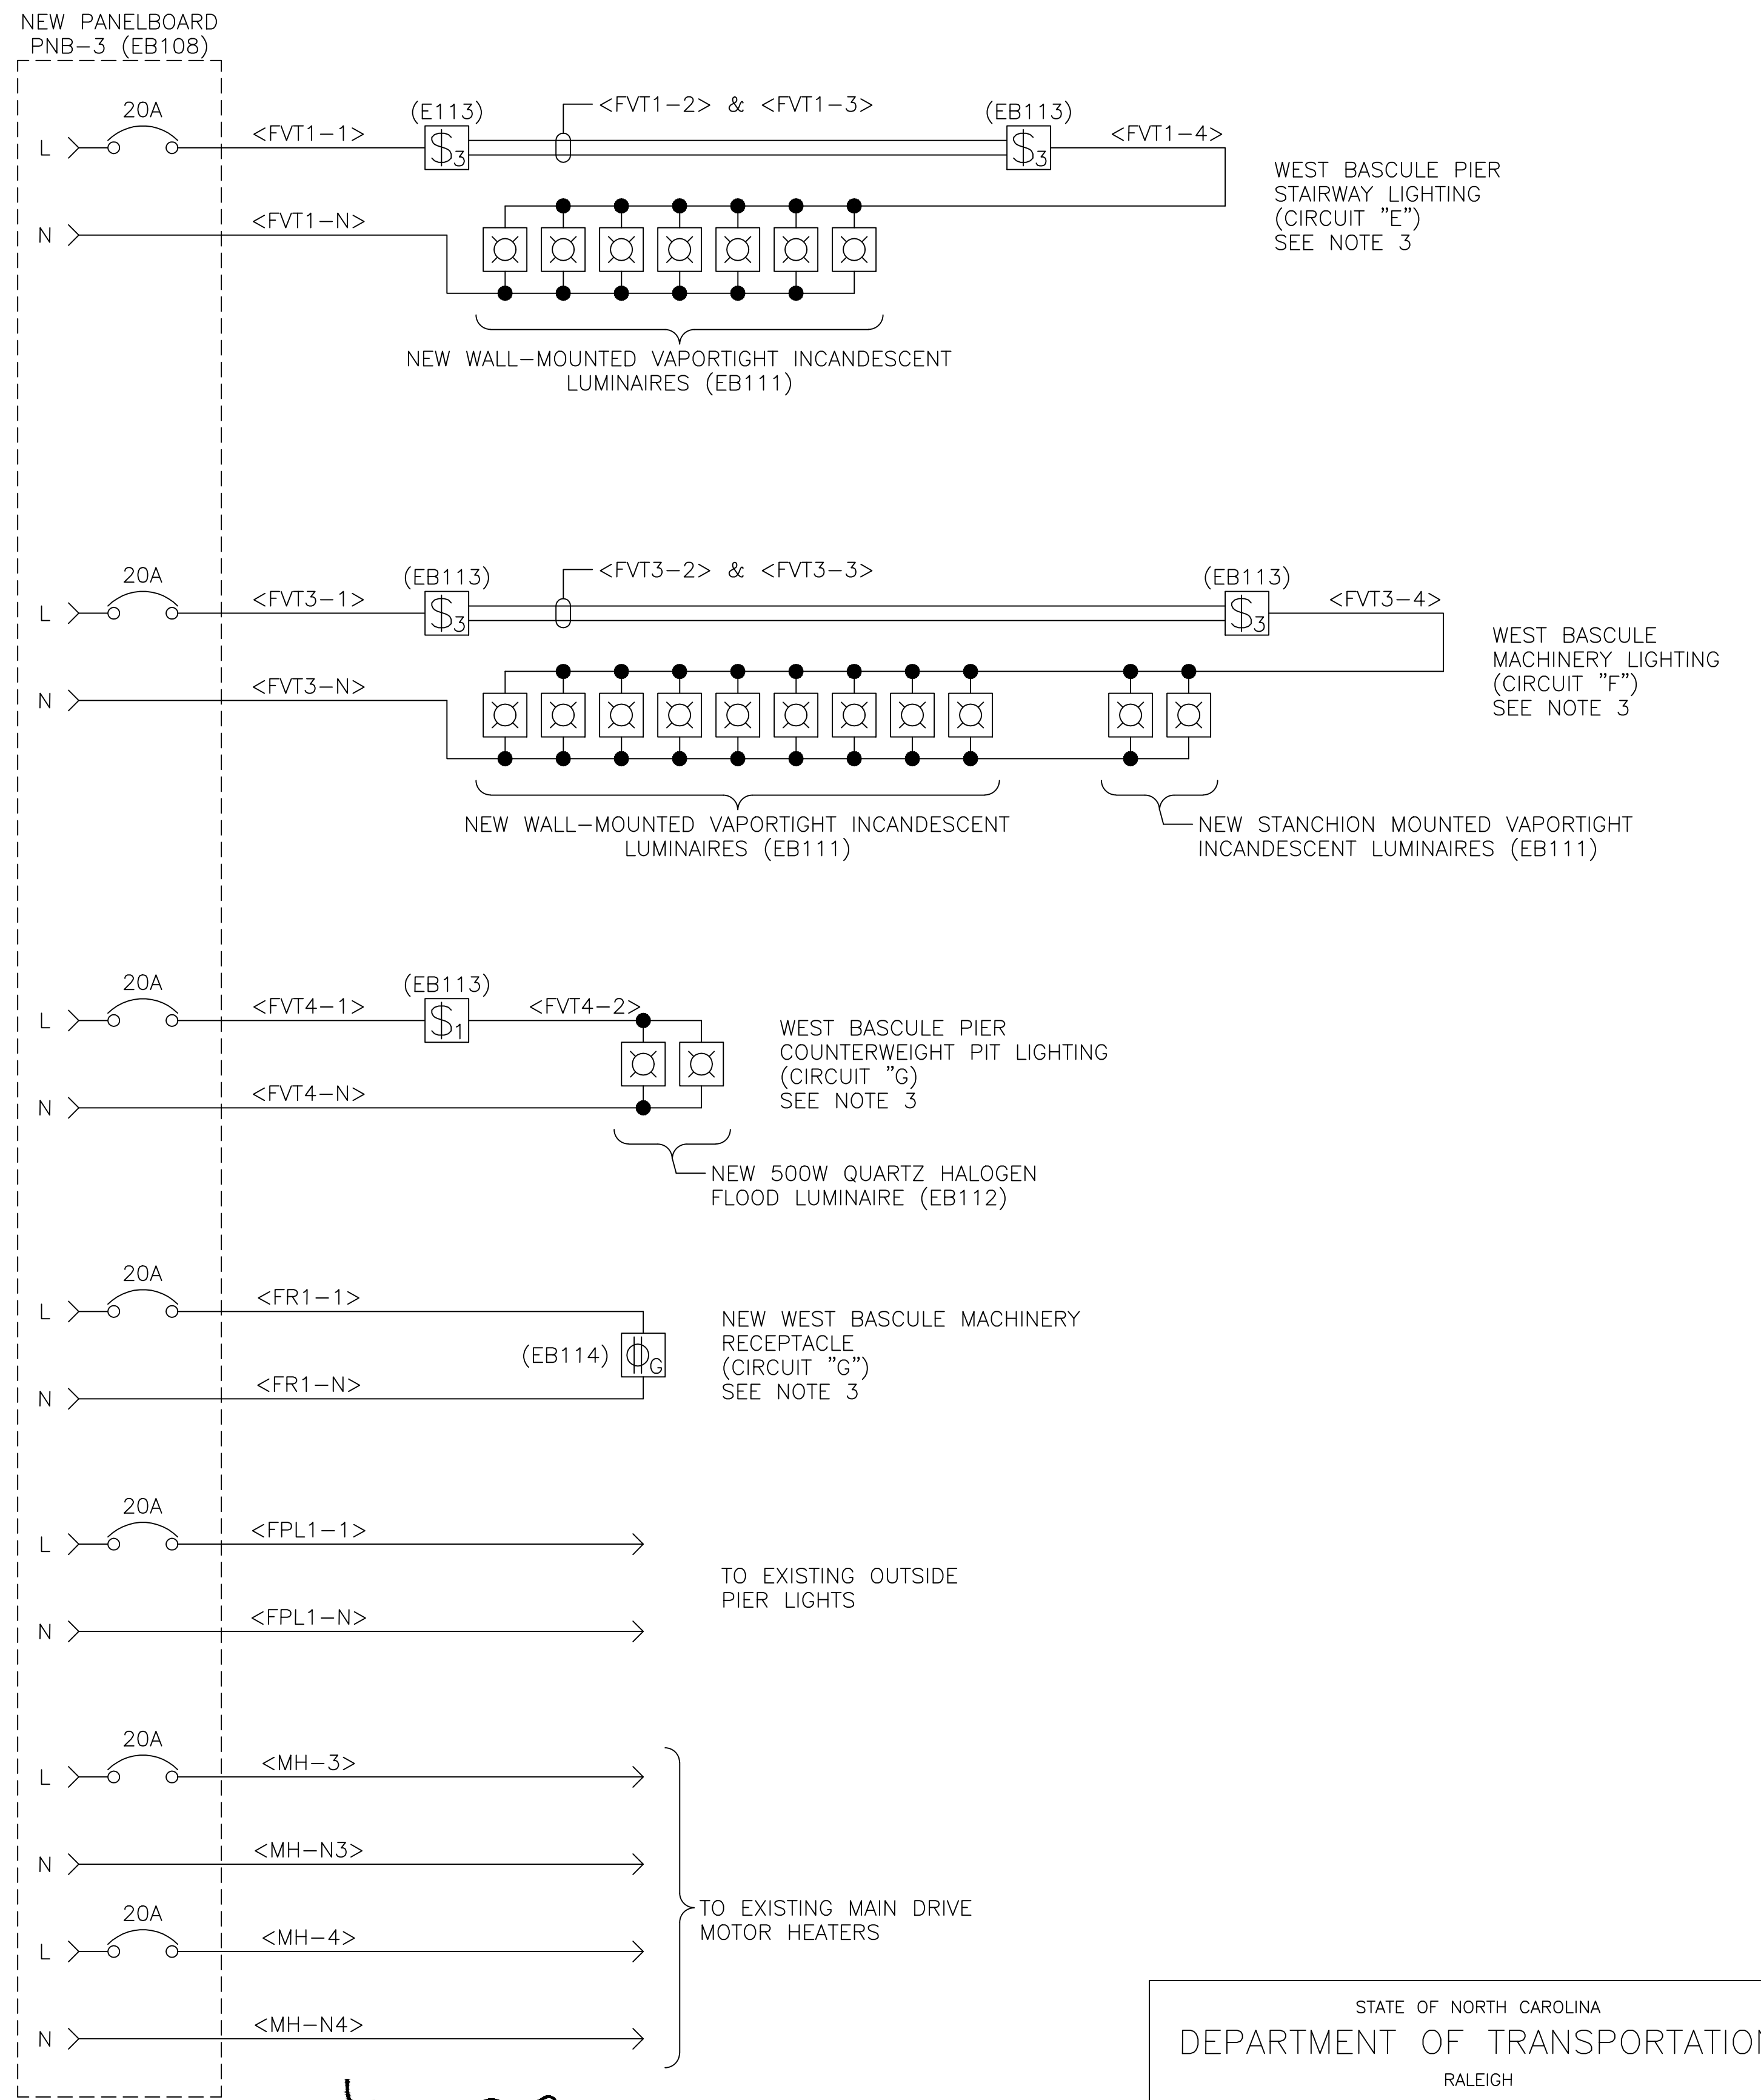 NEW PANELBOARD
PNB-3 (EB108)
20A
L
<FVT1-1>
(E113)
$3
<FVT1-2> & <FVT1-3>
(EB113)
$3
<FVT1-4>
N
<FVT1-N>
WEST BASCULE PIER
STAIRWAY LIGHTING
(CIRCUIT "E")
SEE NOTE 3
NEW WALL-MOUNTED VAPORTIGHT INCANDESCENT
LUMINAIRES (EB111)
20A
L
<FVT3-1>
(EB113)
$3
<FVT3-2> & <FVT3-3>
(EB113)
$3
<FVT3-4>
N
<FVT3-N>
WEST BASCULE
MACHINERY LIGHTING
(CIRCUIT "F")
SEE NOTE 3
NEW WALL-MOUNTED VAPORTIGHT INCANDESCENT
LUMINAIRES (EB111)
NEW STANCHION MOUNTED VAPORTIGHT
INCANDESCENT LUMINAIRES (EB111)
20A
L
<FVT4-1>
(EB113)
$1
<FVT4-2>
N
<FVT4-N>
WEST BASCULE PIER
COUNTERWEIGHT PIT LIGHTING
(CIRCUIT "G)
SEE NOTE 3
NEW 500W QUARTZ HALOGEN
FLOOD LUMINAIRE (EB112)
20A
L
<FR1-1>
(EB114)
G
N
<FR1-N>
NEW WEST BASCULE MACHINERY
RECEPTACLE
(CIRCUIT "G")
SEE NOTE 3
20A
L
<FPL1-1>
N
<FPL1-N>
TO EXISTING OUTSIDE
PIER LIGHTS
20A
L
<MH-3>
N
<MH-N3>
20A
L
<MH-4>
N
<MH-N4>
TO EXISTING MAIN DRIVE
MOTOR HEATERS
STATE OF NORTH CAROLINA
DEPARTMENT OF TRANSPORTATION
RALEIGH